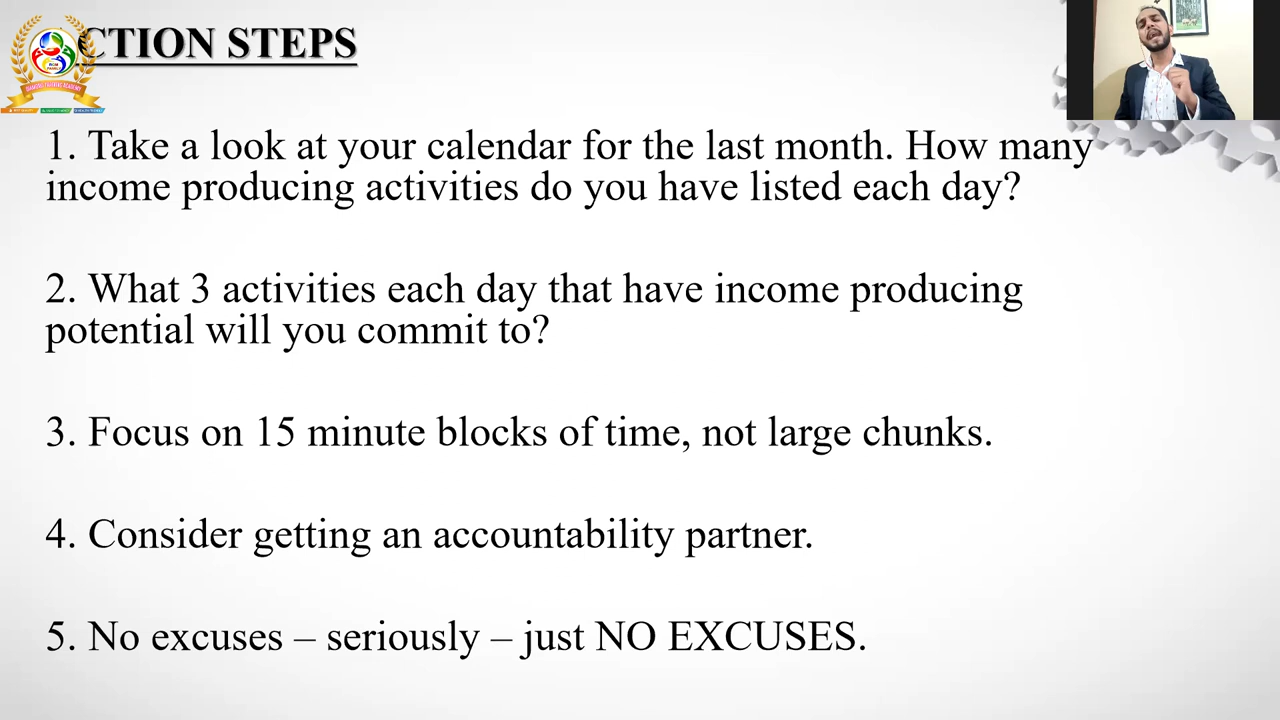 CTION STEPS
1. Take a look at your calendar for the last month. How many
income producing activities do you have listed each day?
2. What 3 activities each day that have income producing
potential will you commit to?
3. Focus on 15 minute blocks of time, not large chunks.
4. Consider getting an accountability partner.
5. No excuses – seriously – just NO EXCUSES.